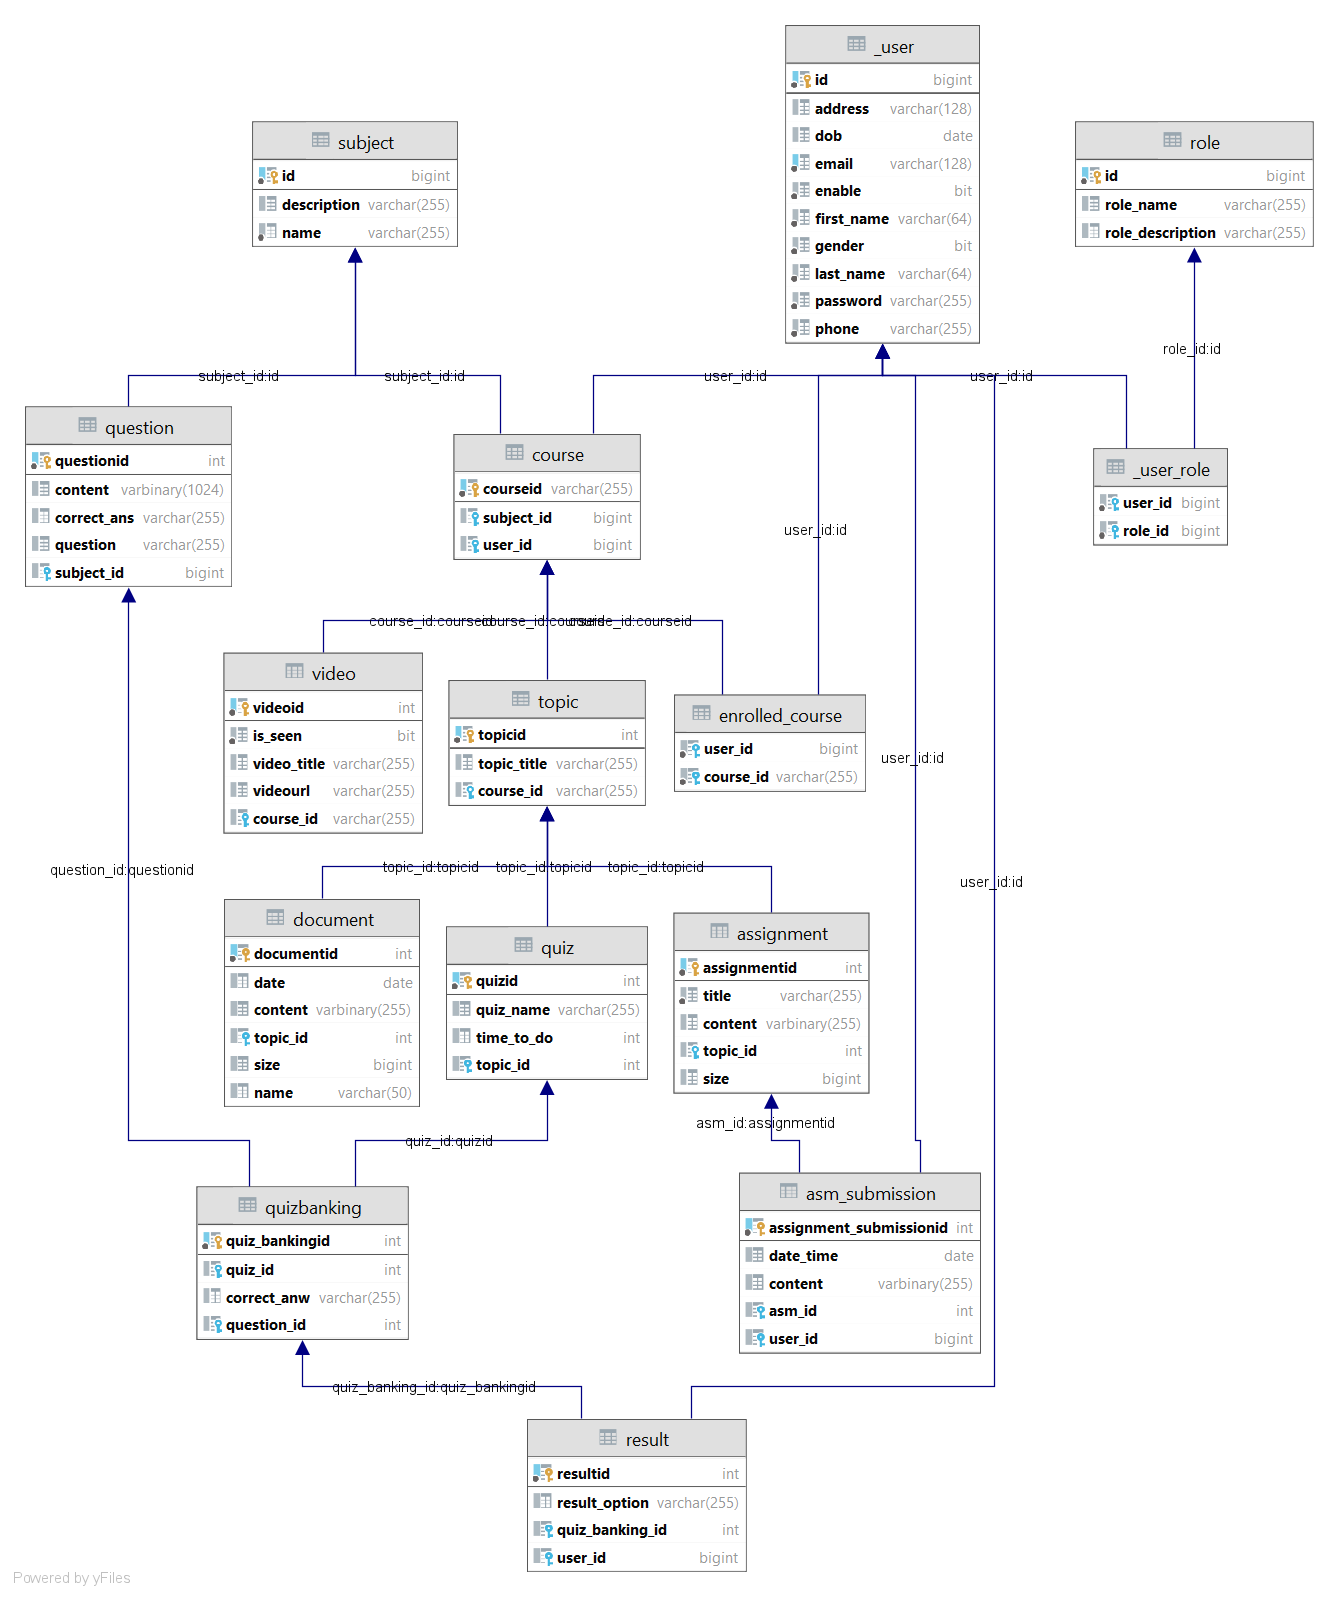 _user
id bigint
address varchar(128)
dob date
email varchar(128)
enable bit
first_name varchar(64)
gender bit
last_name varchar(64)
password varchar(255)
phone varchar(255)
subject
id bigint
description varchar(255)
name varchar(255)
role
id bigint
role_name varchar(255)
role_description varchar(255)
role_id:id
subject_id:id
subject_id:id
user_id:id
user_id:id
question
questionid int
content varbinary(1024)
correct_ans varchar(255)
question varchar(255)
subject_id bigint
course
courseid varchar(255)
subject_id bigint
user_id bigint
_user_role
user_id bigint
role_id bigint
user_id:id
course_id:courseid
course_id:courseid
course_id:courseid
video
videoid int
is_seen bit
video_title varchar(255)
videourl varchar(255)
course_id varchar(255)
topic
topicid int
topic_title varchar(255)
course_id varchar(255)
enrolled_course
user_id bigint
course_id varchar(255)
user_id:id
question_id:questionid
topic_id:topicid
topic_id:topicid
topic_id:topicid
user_id:id
document
documentid int
date date
content varbinary(255)
topic_id int
size bigint
name varchar(50)
quiz
quizid int
quiz_name varchar(255)
time_to_do int
topic_id int
assignment
assignmentid int
title varchar(255)
content varbinary(255)
topic_id int
size bigint
asm_id:assignmentid
quiz_id:quizid
quizbanking
quiz_bankingid int
quiz_id int
correct_anw varchar(255)
question_id int
asm_submission
assignment_submissionid int
date_time date
content varbinary(255)
asm_id int
user_id bigint
quiz_banking_id:quiz_bankingid
result
resultid int
result_option varchar(255)
quiz_banking_id int
user_id bigint
Powered by yFiles